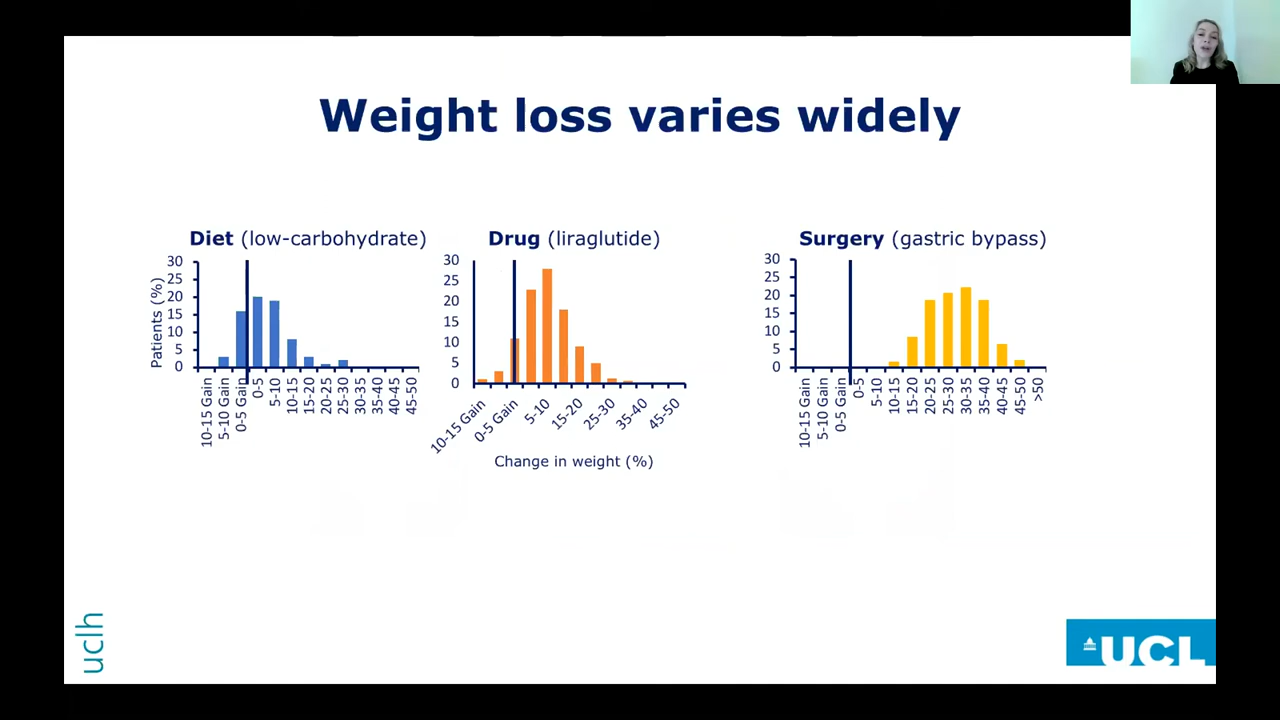 Weight loss varies widely
Diet (low-carbohydrate)
Patients (%)
30
25
20
15
10
5
0
10-15 Gain
5-10 Gain
0-5 Gain
0-5
5-10
10-15
15-20
20-25
25-30
30-35
35-40
40-45
45-50
Drug (liraglutide)
30
25
20
15
10
5
0
10-15 Gain
0-5 Gain
5-10
15-20
25-30
35-40
45-50
Change in weight (%)
Surgery (gastric bypass)
30
25
20
15
10
5
0
10-15 Gain
5-10 Gain
0-5 Gain
0-5
5-10
10-15
15-20
20-25
25-30
30-35
35-40
40-45
45-50
>50
uclh
UCL